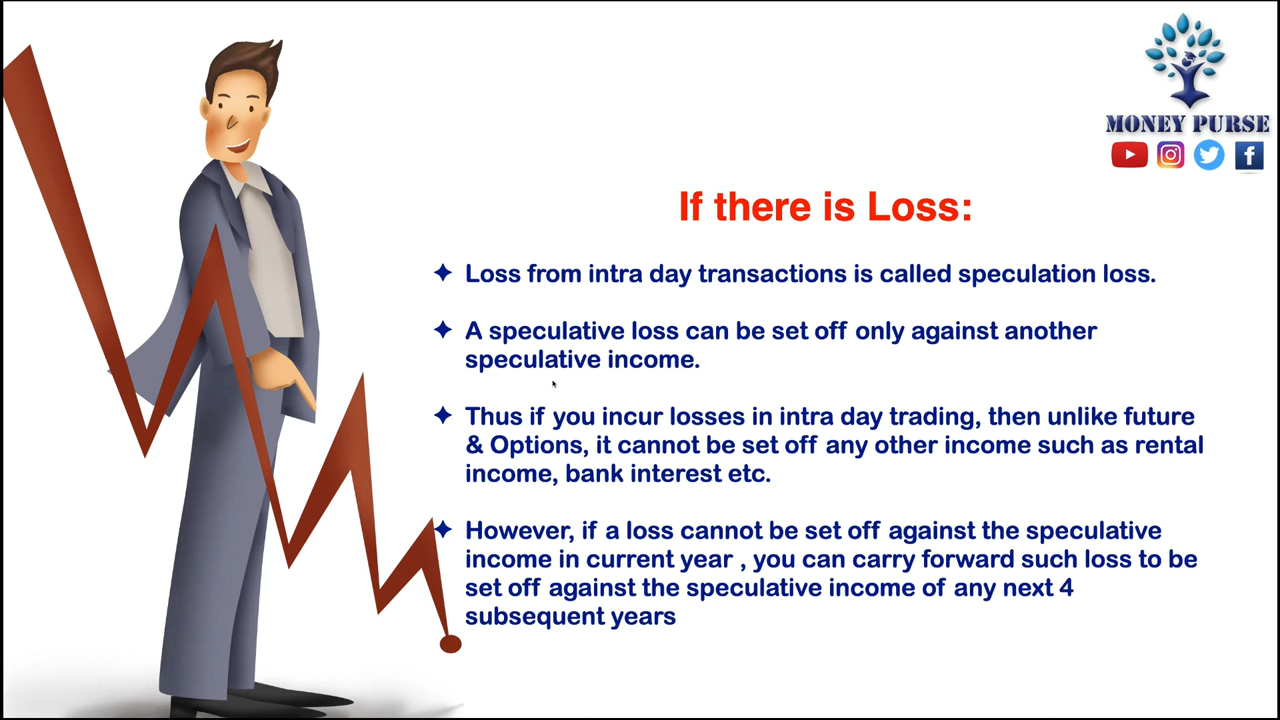 MONEY PURSE
If there is Loss:
Loss from intra day transactions is called speculation loss.
A speculative loss can be set off only against another
speculative income.
Thus if you incur losses in intra day trading, then unlike future
& Options, it cannot be set off any other income such as rental
income, bank interest etc.
However, if a loss cannot be set off against the speculative
income in current year , you can carry forward such loss to be
set off against the speculative income of any next 4
subsequent years